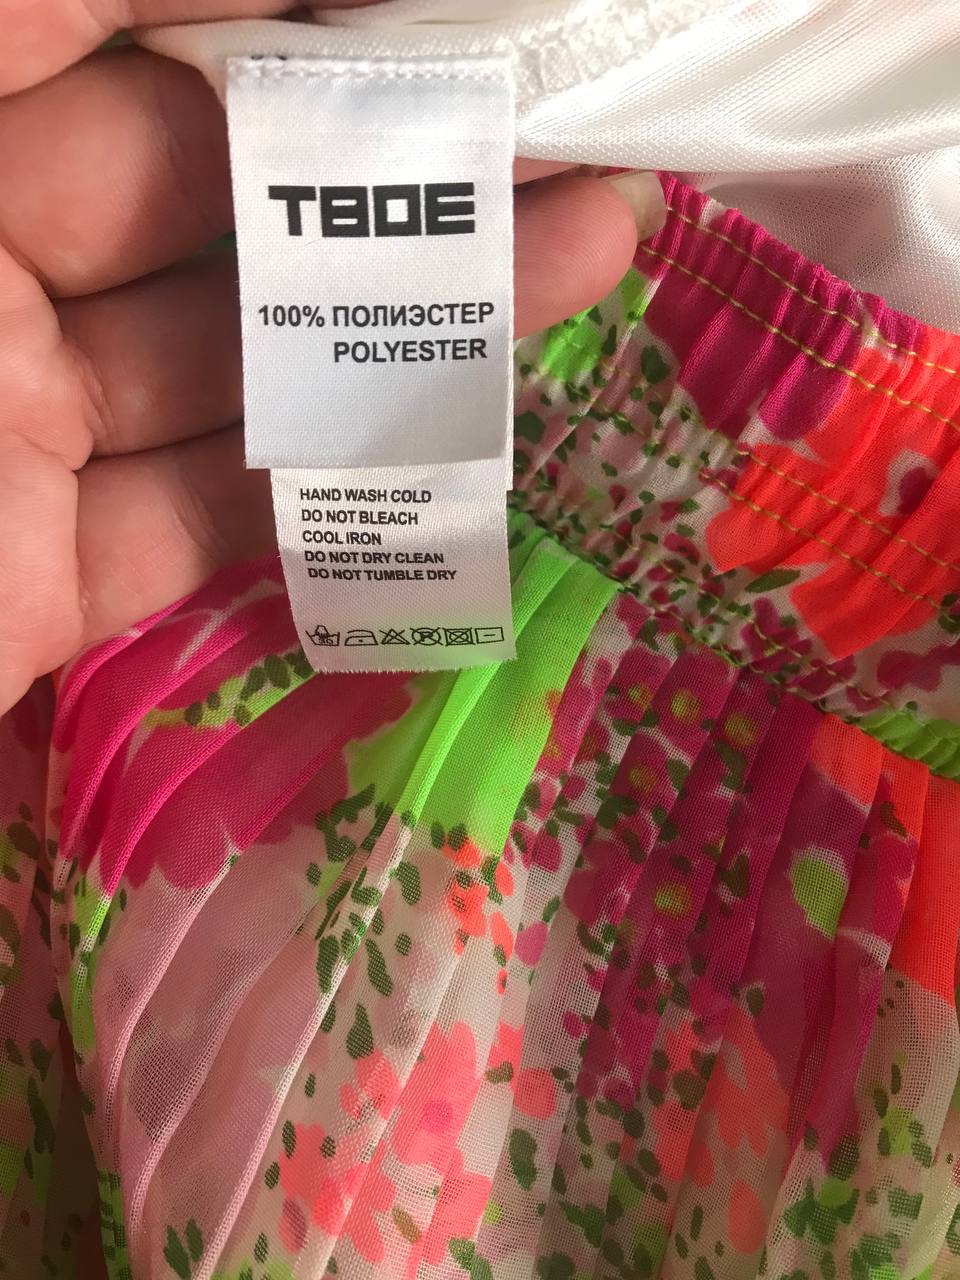 ТВОЕ
100% ПОЛИЭСТЕР
POLYESTER
HAND WASH COLD
DO NOT BLEACH
COOL IRON
DO NOT DRY CLEAN
DO NOT TUMBLE DRY